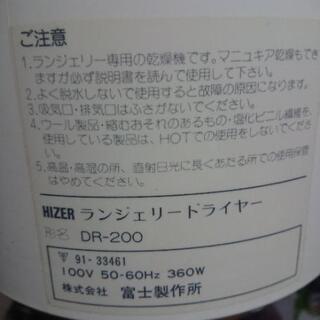 ご注意
1.ランジェリー専用の乾燥機です。マニュキア乾燥もでき
ますが必ず説明書を読んで使用して下さい。
2.よく脱水しないで使用すると故障の原因になります。
3.吸気口・排気口はふさがないでください。
4.ウール製品・縮むおそれのあるもの・塩化ビニル繊維を
使用している製品は、HOTでの使用をしないでください。
5.高温・高湿の所、直射日光に長くあたる所での使用保管
はやめてください。
HIZER ランジェリードライヤー
形名 DR-200
91-33461
100V 50-60Hz 360W
株式会社 富士製作所